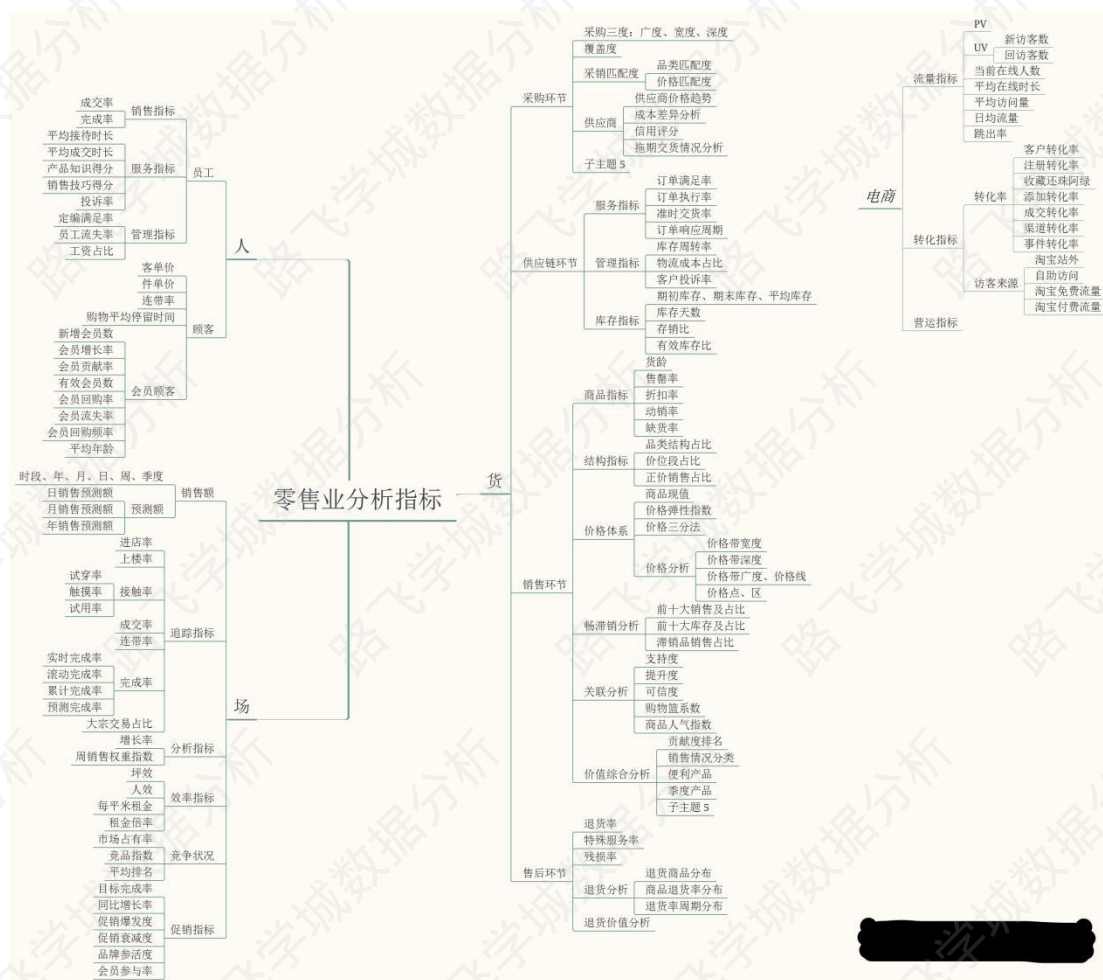 零售业分析指标
人
员工
销售指标
成交率
完成率
服务指标
平均接待时长
平均成交时长
产品知识得分
销售技巧得分
投诉率
管理指标
定编满足率
员工流失率
工资占比
顾客
客单价
件单价
连带率
购物平均停留时间
会员顾客
新增会员数
会员增长率
会员贡献率
有效会员数
会员回购率
会员流失率
会员回购频率
平均年龄
场
销售额
时段、年、月、日、周、季度
预测额
日销售预测额
月销售预测额
年销售预测额
追踪指标
进店率
上楼率
接触率
试穿率
触摸率
试用率
成交率
连带率
完成率
实时完成率
滚动完成率
累计完成率
预测完成率
大宗交易占比
分析指标
增长率
周销售权重指数
效率指标
坪效
人效
每平米租金
租金倍率
竞争状况
市场占有率
竞品指数
平均排名
促销指标
目标完成率
同比增长率
促销爆发度
促销衰减度
品牌参活度
会员参与率
货
采购环节
采购三度：广度、宽度、深度
覆盖度
采销匹配度
品类匹配度
价格匹配度
供应商
供应商价格趋势
成本差异分析
信用评分
拖期交货情况分析
子主题 5
供应链环节
服务指标
订单满足率
订单执行率
准时交货率
订单响应周期
管理指标
库存周转率
物流成本占比
客户投诉率
库存指标
期初库存、期末库存、平均库存
库存天数
存销比
有效库存比
销售环节
商品指标
货龄
售罄率
折扣率
动销率
缺货率
结构指标
品类结构占比
价位段占比
正价销售占比
价格体系
商品现值
价格弹性指数
价格三分法
价格分析
价格带宽度
价格带深度
价格带广度、价格线
价格点、区
畅滞销分析
前十大销售及占比
前十大库存及占比
滞销品销售占比
关联分析
支持度
提升度
可信度
购物篮系数
商品人气指数
价值综合分析
贡献度排名
销售情况分类
便利产品
季度产品
子主题 5
售后环节
退货率
特殊服务率
残损率
退货分析
退货商品分布
商品退货率分布
退货率周期分布
退货价值分析
电商
流量指标
PV
UV
新访客数
回访客数
当前在线人数
平均在线时长
平均访问量
日均流量
跳出率
转化指标
转化率
客户转化率
注册转化率
收藏还珠阿绿
添加转化率
成交转化率
渠道转化率
事件转化率
访客来源
淘宝站外
自助访问
淘宝免费流量
淘宝付费流量
营运指标
路飞学城数据分析